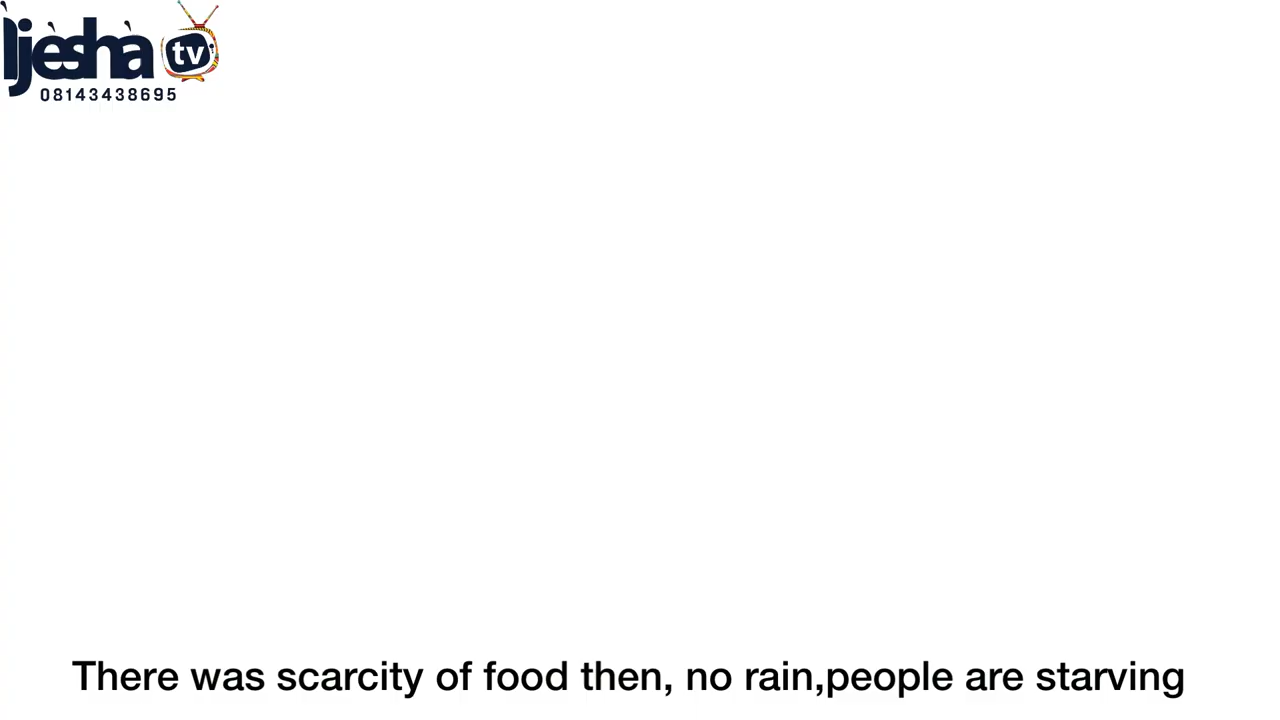 Ijesha tv
08143438695
There was scarcity of food then, no rain,people are starving